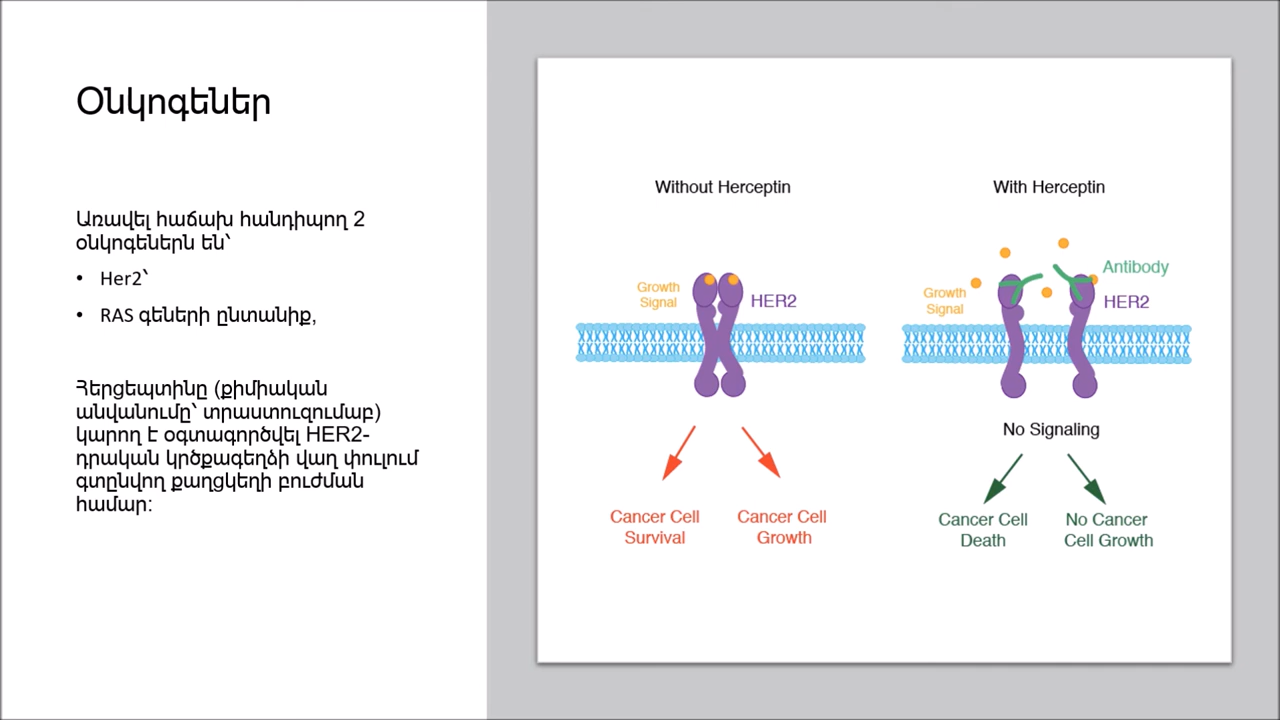 Օնկոգեներ
Առավել հաճախ հանդիպող 2
օնկոգեներն են՝
• Her2՝
• RAS գեների ընտանիք,
Հերցեպտինը (քիմիական
անվանումը՝ տրաստուզումաբ)
կարող է օգտագործվել HER2-
դրական կրծքագեղձի վաղ փուլում
գտընվող քաղցկեղի բուժման
համար:
Without Herceptin
Growth
Signal
HER2
Cancer Cell
Survival
Cancer Cell
Growth
With Herceptin
Antibody
Growth
Signal
HER2
No Signaling
Cancer Cell
Death
No Cancer
Cell Growth